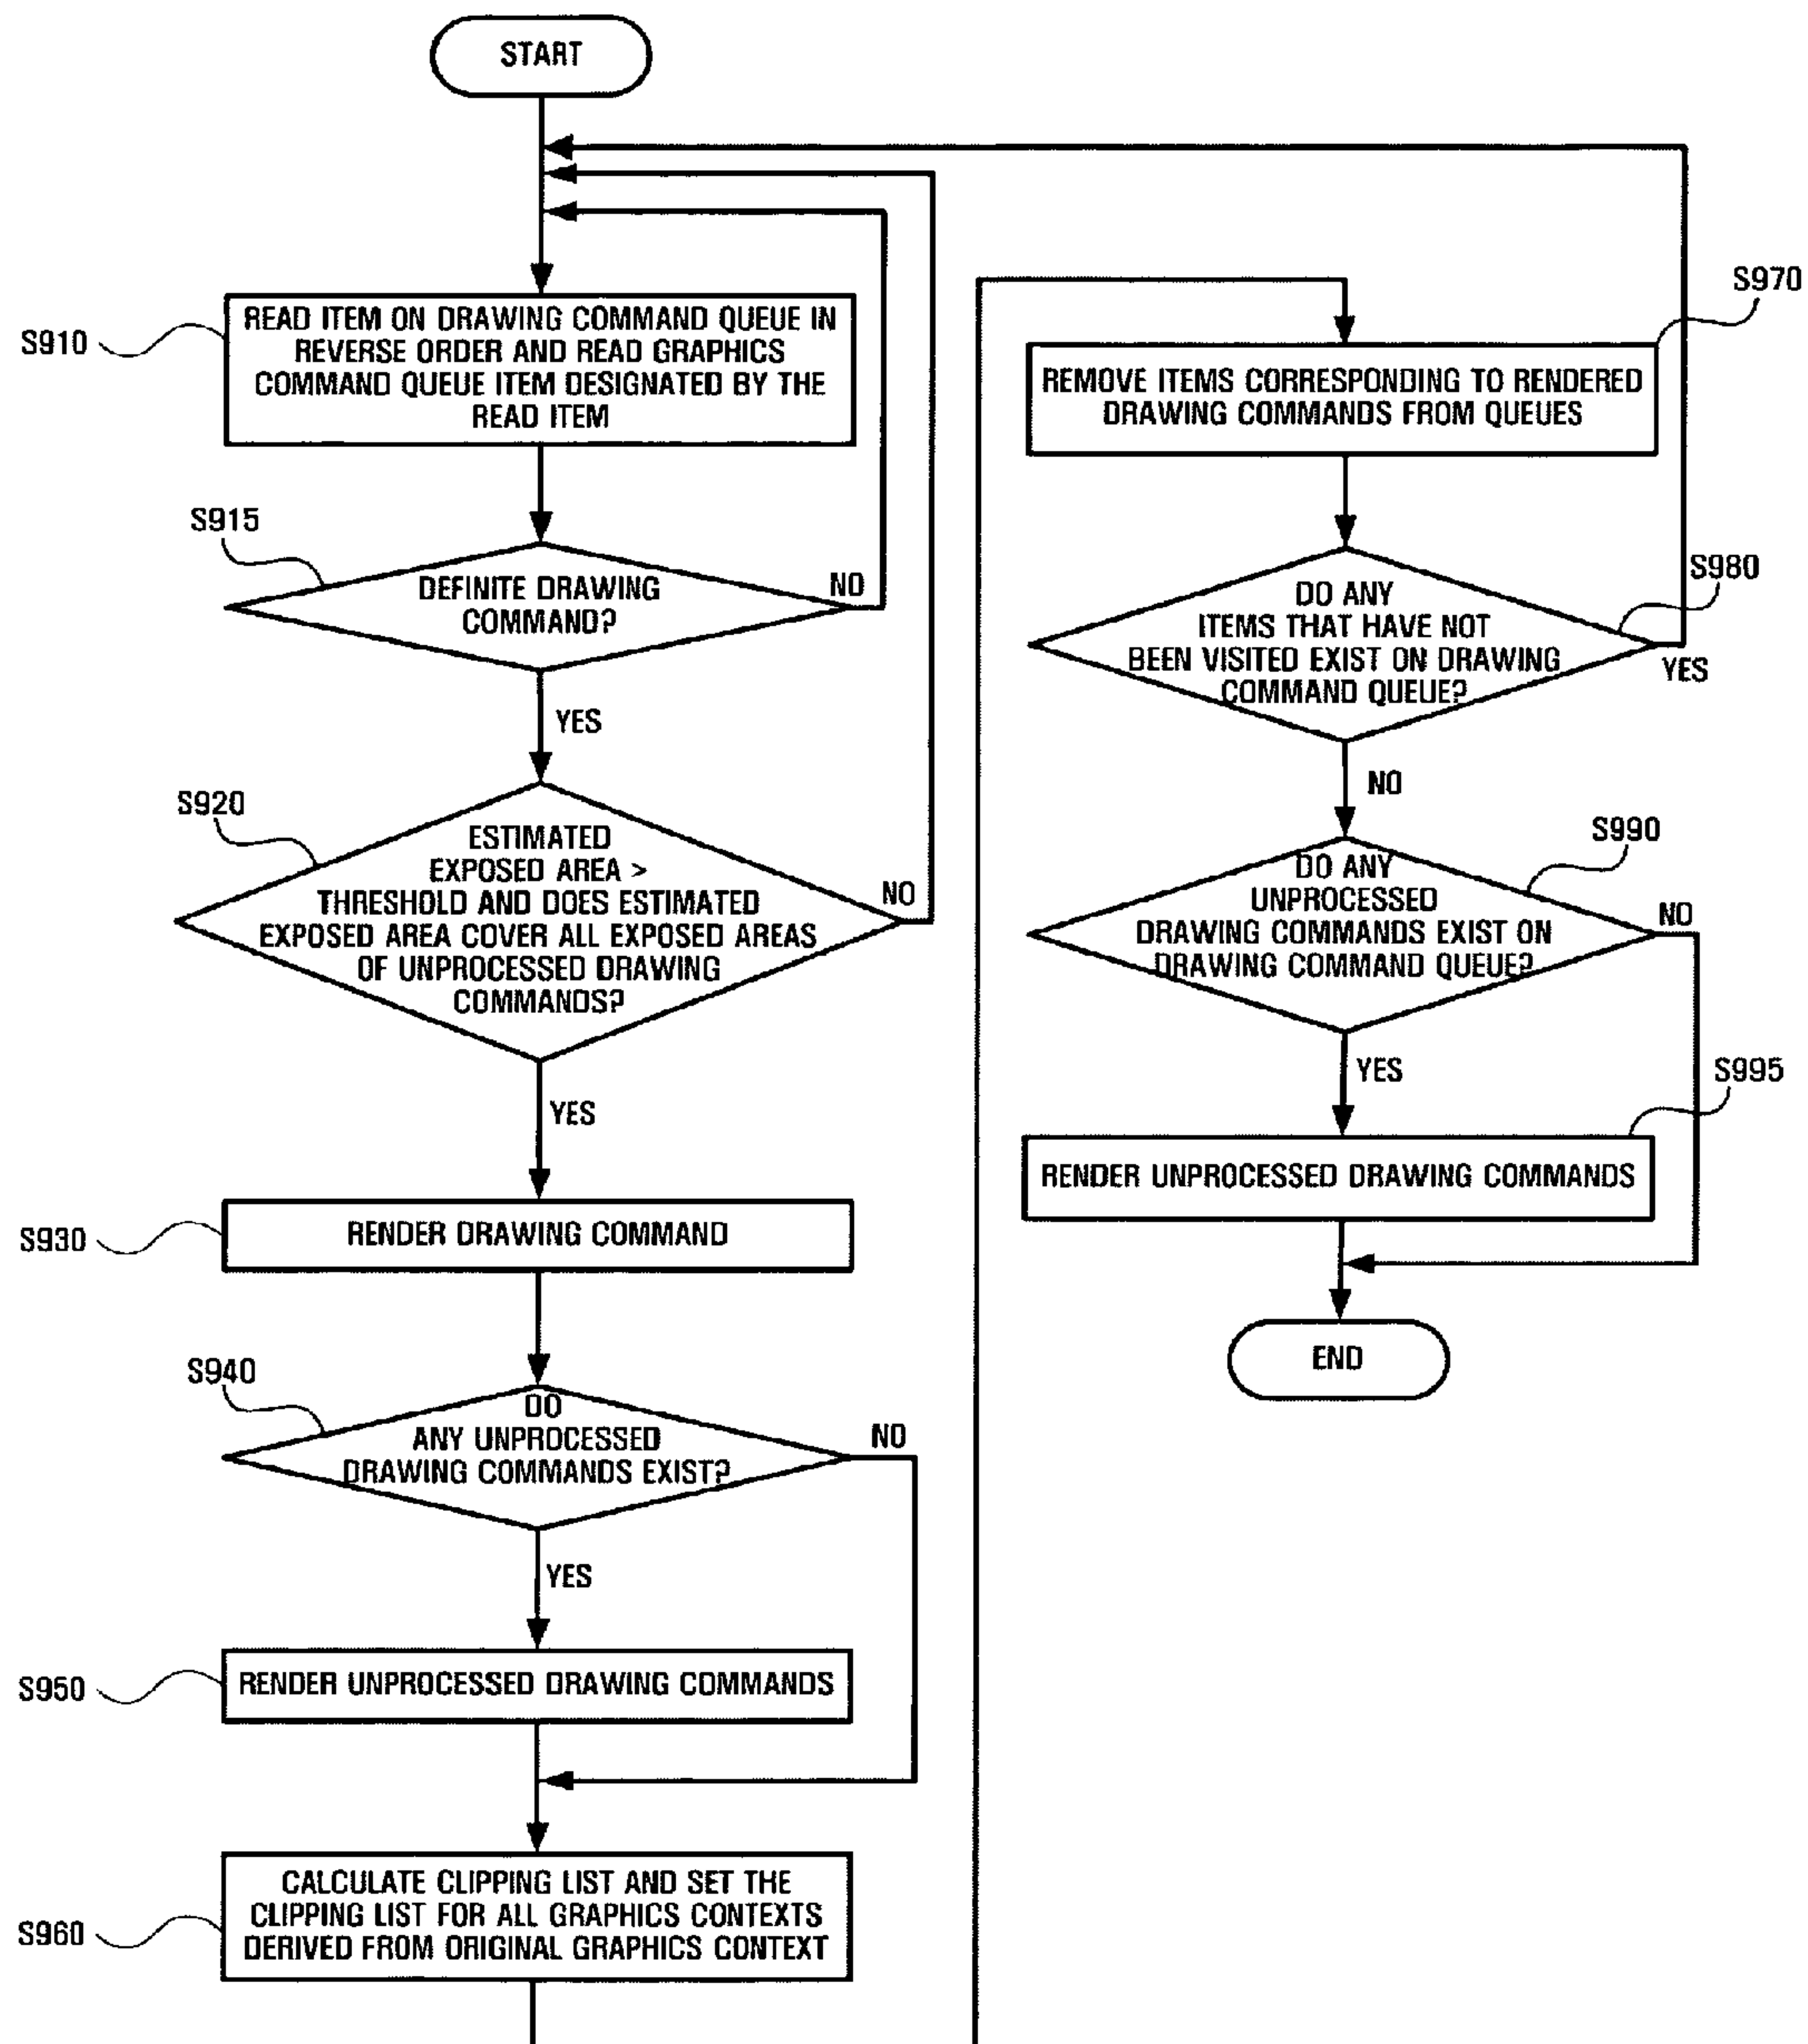 START
S910
READ ITEM ON DRAWING COMMAND QUEUE IN
REVERSE ORDER AND READ GRAPHICS
COMMAND QUEUE ITEM DESIGNATED BY THE
READ ITEM
S915
DEFINITE DRAWING
COMMAND?
NO
YES
S920
ESTIMATED
EXPOSED AREA >
THRESHOLD AND DOES ESTIMATED
EXPOSED AREA COVER ALL EXPOSED AREAS
OF UNPROCESSED DRAWING
COMMANDS?
NO
YES
S930
RENDER DRAWING COMMAND
S940
DO
ANY UNPROCESSED
DRAWING COMMANDS EXIST?
NO
YES
S950
RENDER UNPROCESSED DRAWING COMMANDS
S960
CALCULATE CLIPPING LIST AND SET THE
CLIPPING LIST FOR ALL GRAPHICS CONTEXTS
DERIVED FROM ORIGINAL GRAPHICS CONTEXT
S970
REMOVE ITEMS CORRESPONDING TO RENDERED
DRAWING COMMANDS FROM QUEUES
S980
DO ANY
ITEMS THAT HAVE NOT
BEEN VISITED EXIST ON DRAWING
COMMAND QUEUE?
YES
NO
S990
DO ANY
UNPROCESSED
DRAWING COMMANDS EXIST ON
DRAWING COMMAND QUEUE?
NO
YES
S995
RENDER UNPROCESSED DRAWING COMMANDS
END